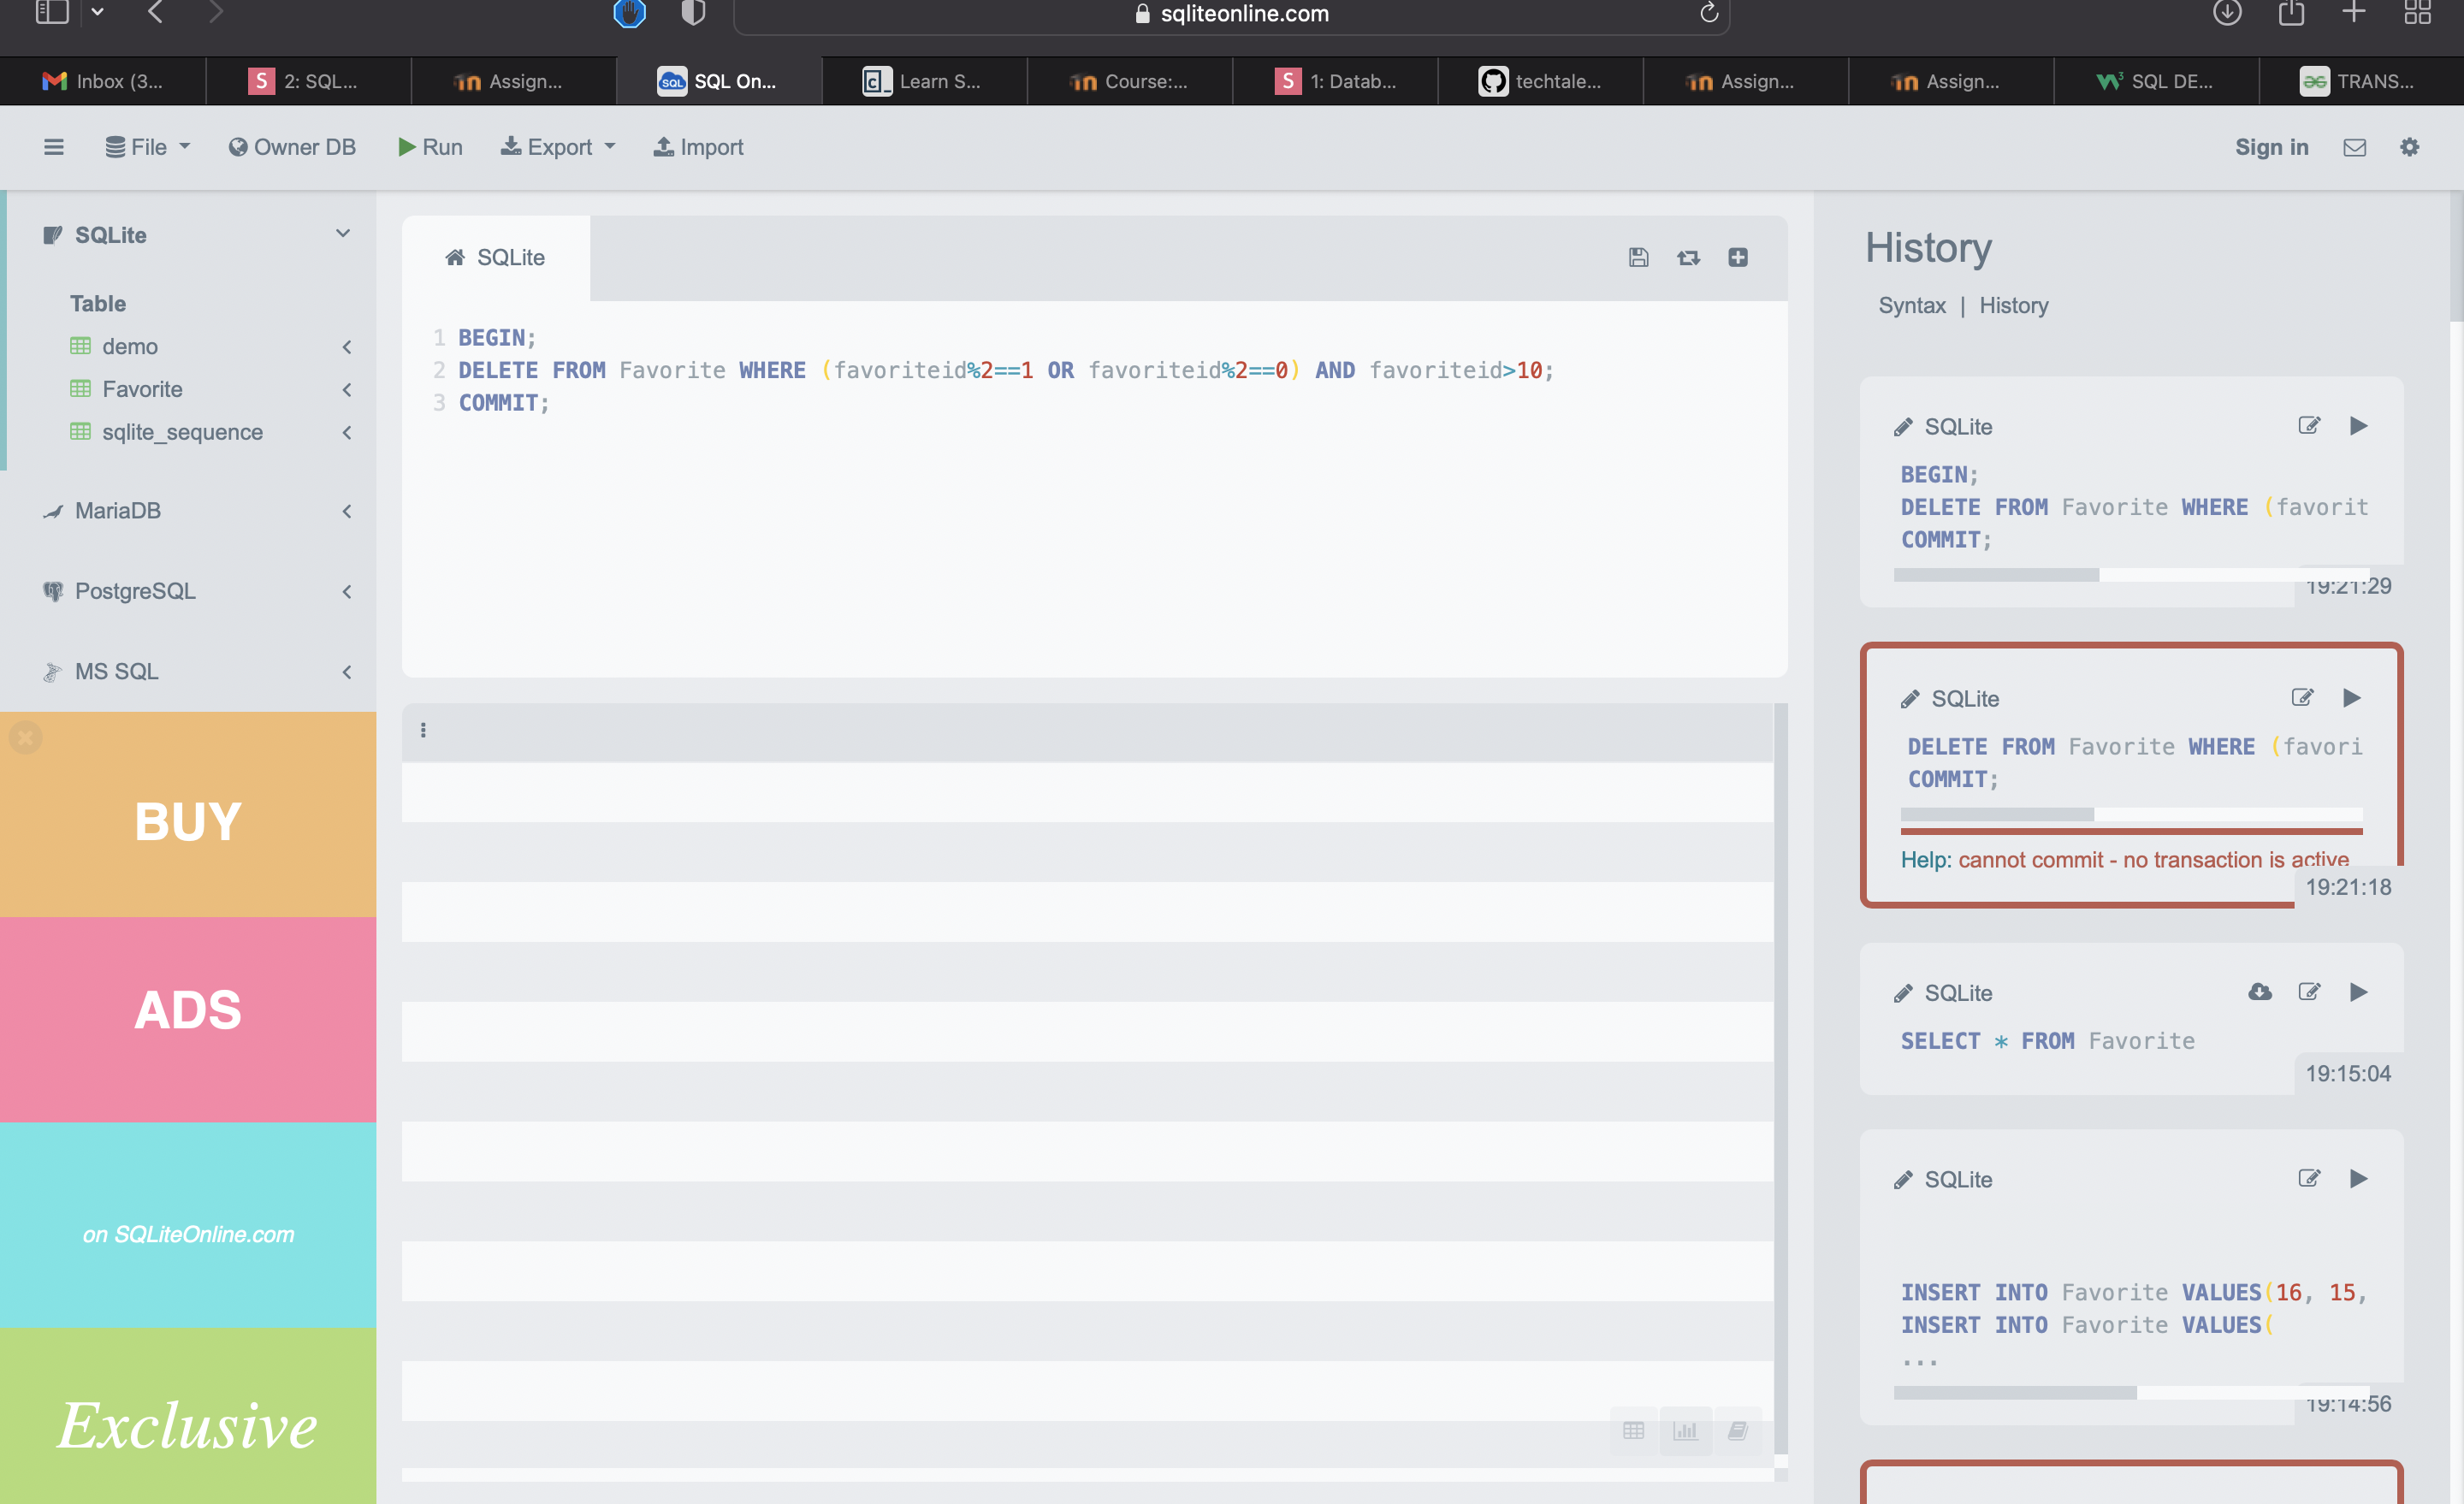 sqliteonline.com
Inbox (3...
2: SQL...
Assign...
SQL On...
Learn S...
Course:...
1: Datab...
techtale...
Assign...
Assign...
SQL DE...
TRANS...
File
Owner DB
Run
Export
Import
Sign in
SQLite
Table
demo
Favorite
sqlite_sequence
MariaDB
PostgreSQL
MS SQL
BUY
ADS
on SQLiteOnline.com
Exclusive
SQLite
1 BEGIN;
2 DELETE FROM Favorite WHERE (favoriteid%2==1 OR favoriteid%2==0) AND favoriteid>10;
3 COMMIT;
History
Syntax | History
SQLite
BEGIN;
DELETE FROM Favorite WHERE (favorit
COMMIT;
19:21:29
SQLite
DELETE FROM Favorite WHERE (favori
COMMIT;
Help: cannot commit - no transaction is active
19:21:18
SQLite
SELECT * FROM Favorite
19:15:04
SQLite
INSERT INTO Favorite VALUES(16, 15,
INSERT INTO Favorite VALUES(
...
19:14:56